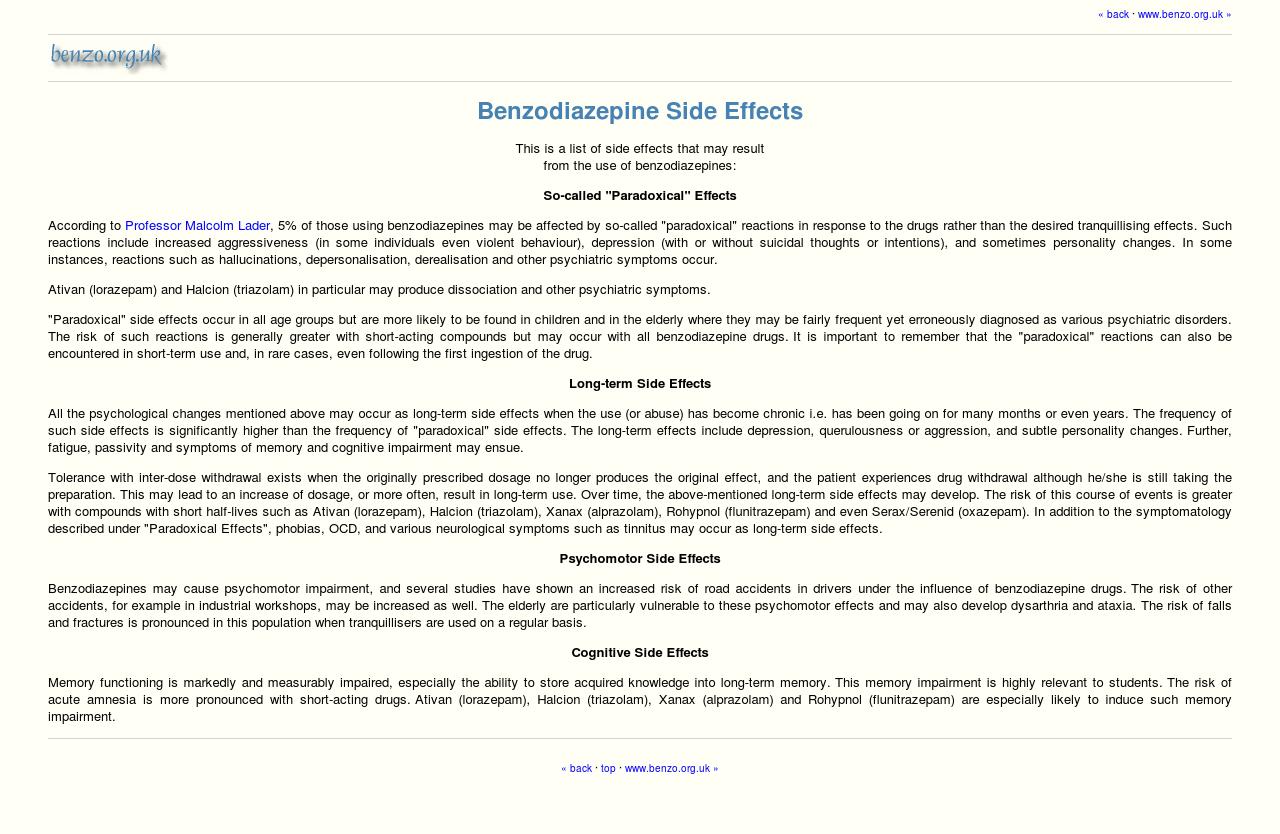 « back · www.benzo.org.uk »
benzo.org.uk
Benzodiazepine Side Effects
This is a list of side effects that may result
from the use of benzodiazepines:
So-called "Paradoxical" Effects
According to Professor Malcolm Lader, 5% of those using benzodiazepines may be affected by so-called "paradoxical" reactions in response to the drugs rather than the desired tranquillising effects. Such
reactions include increased aggressiveness (in some individuals even violent behaviour), depression (with or without suicidal thoughts or intentions), and sometimes personality changes. In some
instances, reactions such as hallucinations, depersonalisation, derealisation and other psychiatric symptoms occur.
Ativan (lorazepam) and Halcion (triazolam) in particular may produce dissociation and other psychiatric symptoms.
"Paradoxical" side effects occur in all age groups but are more likely to be found in children and in the elderly where they may be fairly frequent yet erroneously diagnosed as various psychiatric disorders.
The risk of such reactions is generally greater with short-acting compounds but may occur with all benzodiazepine drugs. It is important to remember that the "paradoxical" reactions can also be
encountered in short-term use and, in rare cases, even following the first ingestion of the drug.
Long-term Side Effects
All the psychological changes mentioned above may occur as long-term side effects when the use (or abuse) has become chronic i.e. has been going on for many months or even years. The frequency of
such side effects is significantly higher than the frequency of "paradoxical" side effects. The long-term effects include depression, querulousness or aggression, and subtle personality changes. Further,
fatigue, passivity and symptoms of memory and cognitive impairment may ensue.
Tolerance with inter-dose withdrawal exists when the originally prescribed dosage no longer produces the original effect, and the patient experiences drug withdrawal although he/she is still taking the
preparation. This may lead to an increase of dosage, or more often, result in long-term use. Over time, the above-mentioned long-term side effects may develop. The risk of this course of events is greater
with compounds with short half-lives such as Ativan (lorazepam), Halcion (triazolam), Xanax (alprazolam), Rohypnol (flunitrazepam) and even Serax/Serenid (oxazepam). In addition to the symptomatology
described under "Paradoxical Effects", phobias, OCD, and various neurological symptoms such as tinnitus may occur as long-term side effects.
Psychomotor Side Effects
Benzodiazepines may cause psychomotor impairment, and several studies have shown an increased risk of road accidents in drivers under the influence of benzodiazepine drugs. The risk of other
accidents, for example in industrial workshops, may be increased as well. The elderly are particularly vulnerable to these psychomotor effects and may also develop dysarthria and ataxia. The risk of falls
and fractures is pronounced in this population when tranquillisers are used on a regular basis.
Cognitive Side Effects
Memory functioning is markedly and measurably impaired, especially the ability to store acquired knowledge into long-term memory. This memory impairment is highly relevant to students. The risk of
acute amnesia is more pronounced with short-acting drugs. Ativan (lorazepam), Halcion (triazolam), Xanax (alprazolam) and Rohypnol (flunitrazepam) are especially likely to induce such memory
impairment.
« back · top · www.benzo.org.uk »